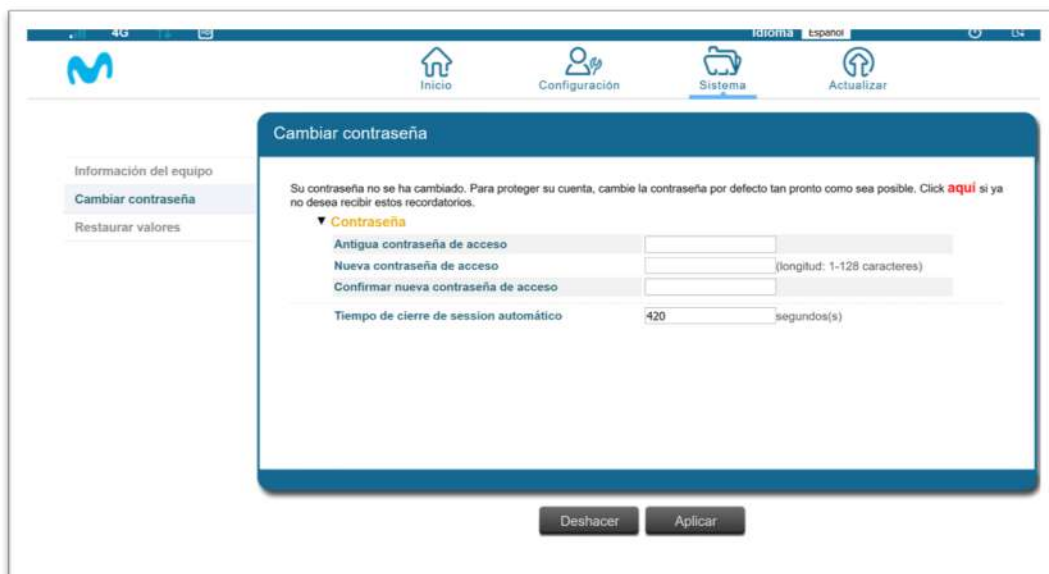 4G
Idioma Español
Inicio
Configuración
Sistema
Actualizar
Cambiar contraseña
Información del equipo
Cambiar contraseña
Restaurar valores
Su contraseña no se ha cambiado. Para proteger su cuenta, cambie la contraseña por defecto tan pronto como sea posible. Click aquí si ya
no desea recibir estos recordatorios.
Contraseña
Antigua contraseña de acceso
Nueva contraseña de acceso (longitud: 1-128 caracteres)
Confirmar nueva contraseña de acceso
Tiempo de cierre de session automático 420 segundos(s)
Deshacer
Aplicar